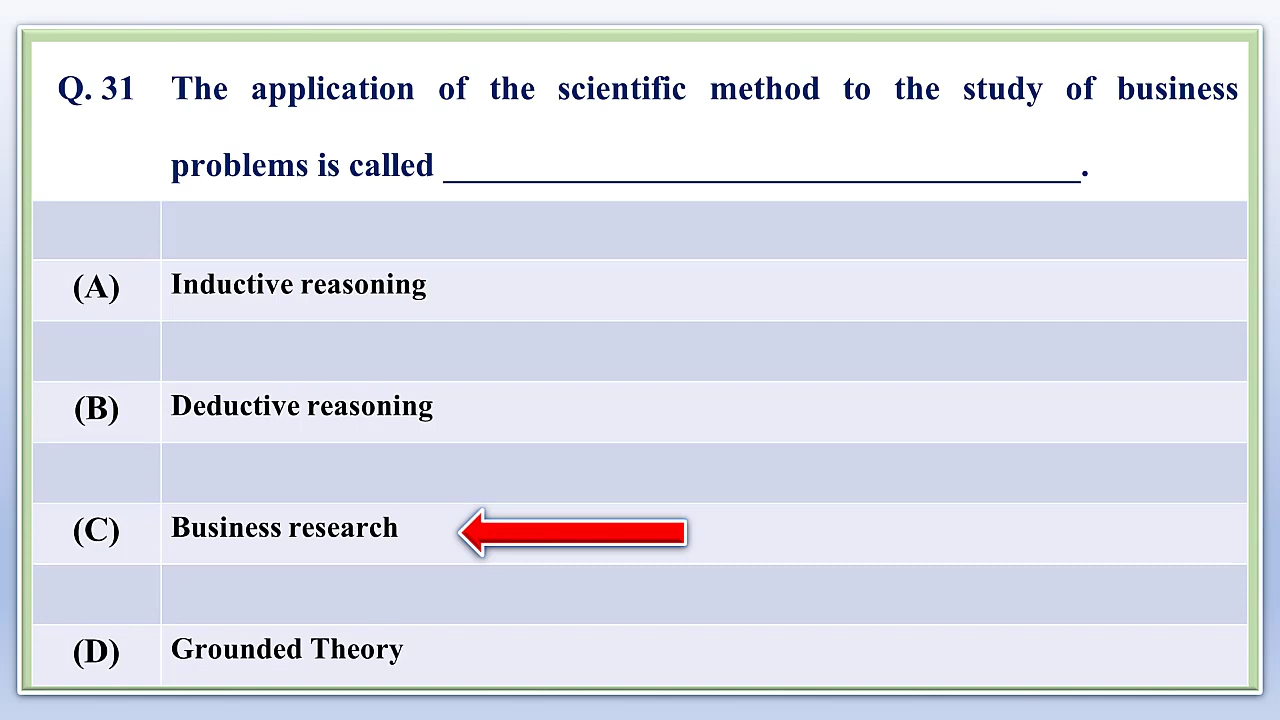 Q. 31 The application of the scientific method to the study of business
problems is called ______________________________________.
(A) Inductive reasoning
(B) Deductive reasoning
(C) Business research
(D) Grounded Theory